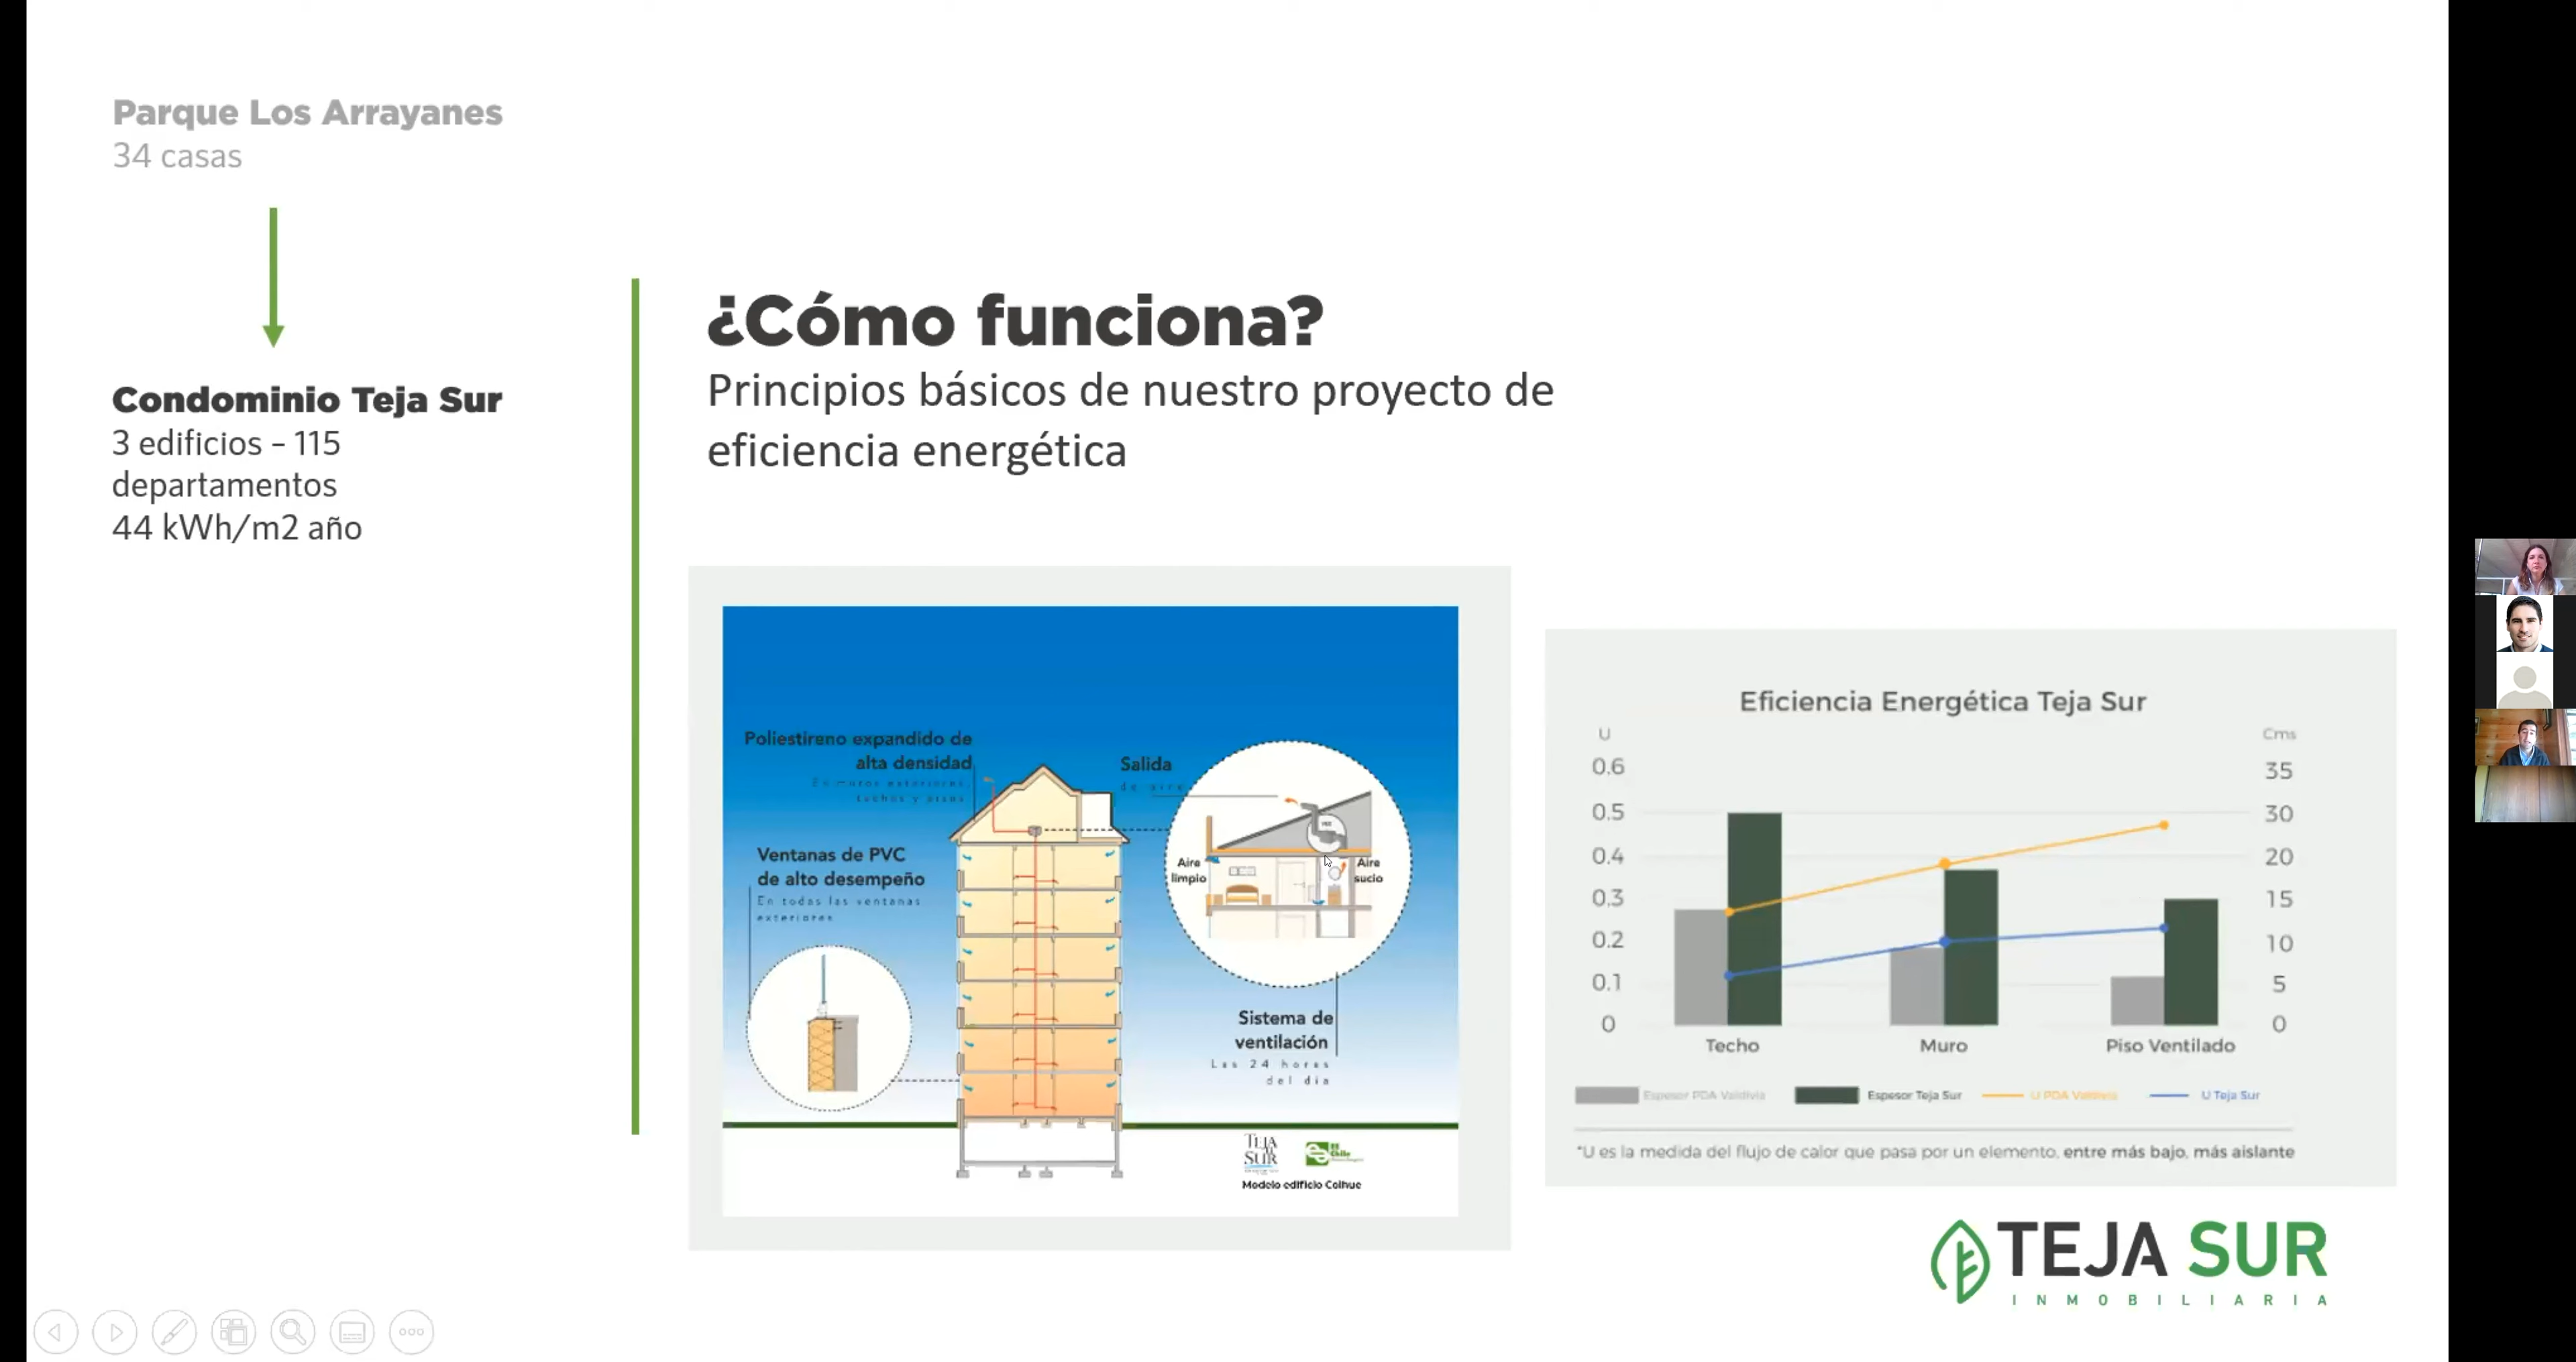 Parque Los Arrayanes
34 casas
Condominio Teja Sur
3 edificios – 115
departamentos
44 kWh/m2 año
¿Cómo funciona?
Principios básicos de nuestro proyecto de
eficiencia energética
Poliestireno expandido de
alta densidad
En muros exteriores,
techos y pisos
Ventanas de PVC
de alto desempeño
En todas las ventanas
exteriores
Salida
de aire
Aire
limpio
Aire
sucio
Sistema de
ventilación
Las 24 horas
del día
TEJA
SUR
Modelo edificio Coihue
Eficiencia Energética Teja Sur
U
Cms
0.6
0.5
0.4
0.3
0.2
0.1
0
35
30
20
15
10
5
0
Techo
Muro
Piso Ventilado
Espesor PDA Valdivia
Espesor Teja Sur
U PDA Valdivia
U Teja Sur
*U es la medida del flujo de calor que pasa por un elemento, entre más bajo, más aislante
TEJA SUR
INMOBILIARIA